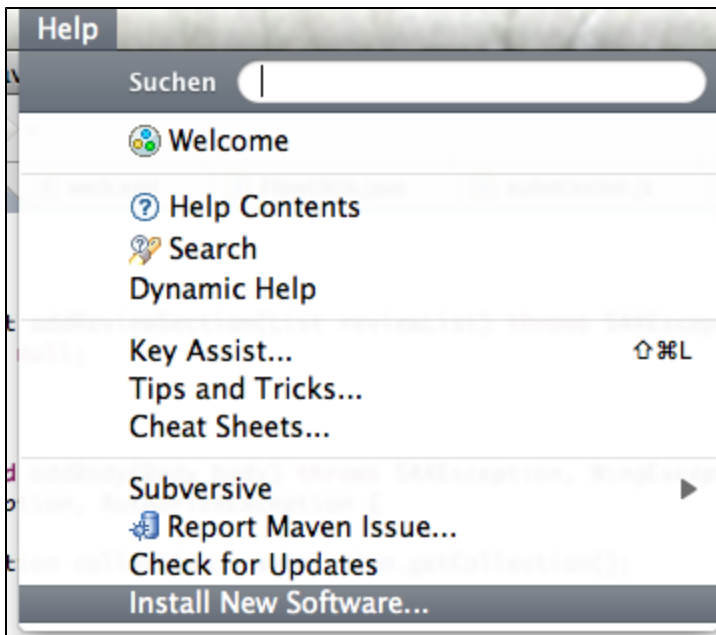 Help
Suchen
Welcome
Help Contents
Search
Dynamic Help
Key Assist... ⇧⌘L
Tips and Tricks...
Cheat Sheets...
Subversive
Report Maven Issue...
Check for Updates
Install New Software...